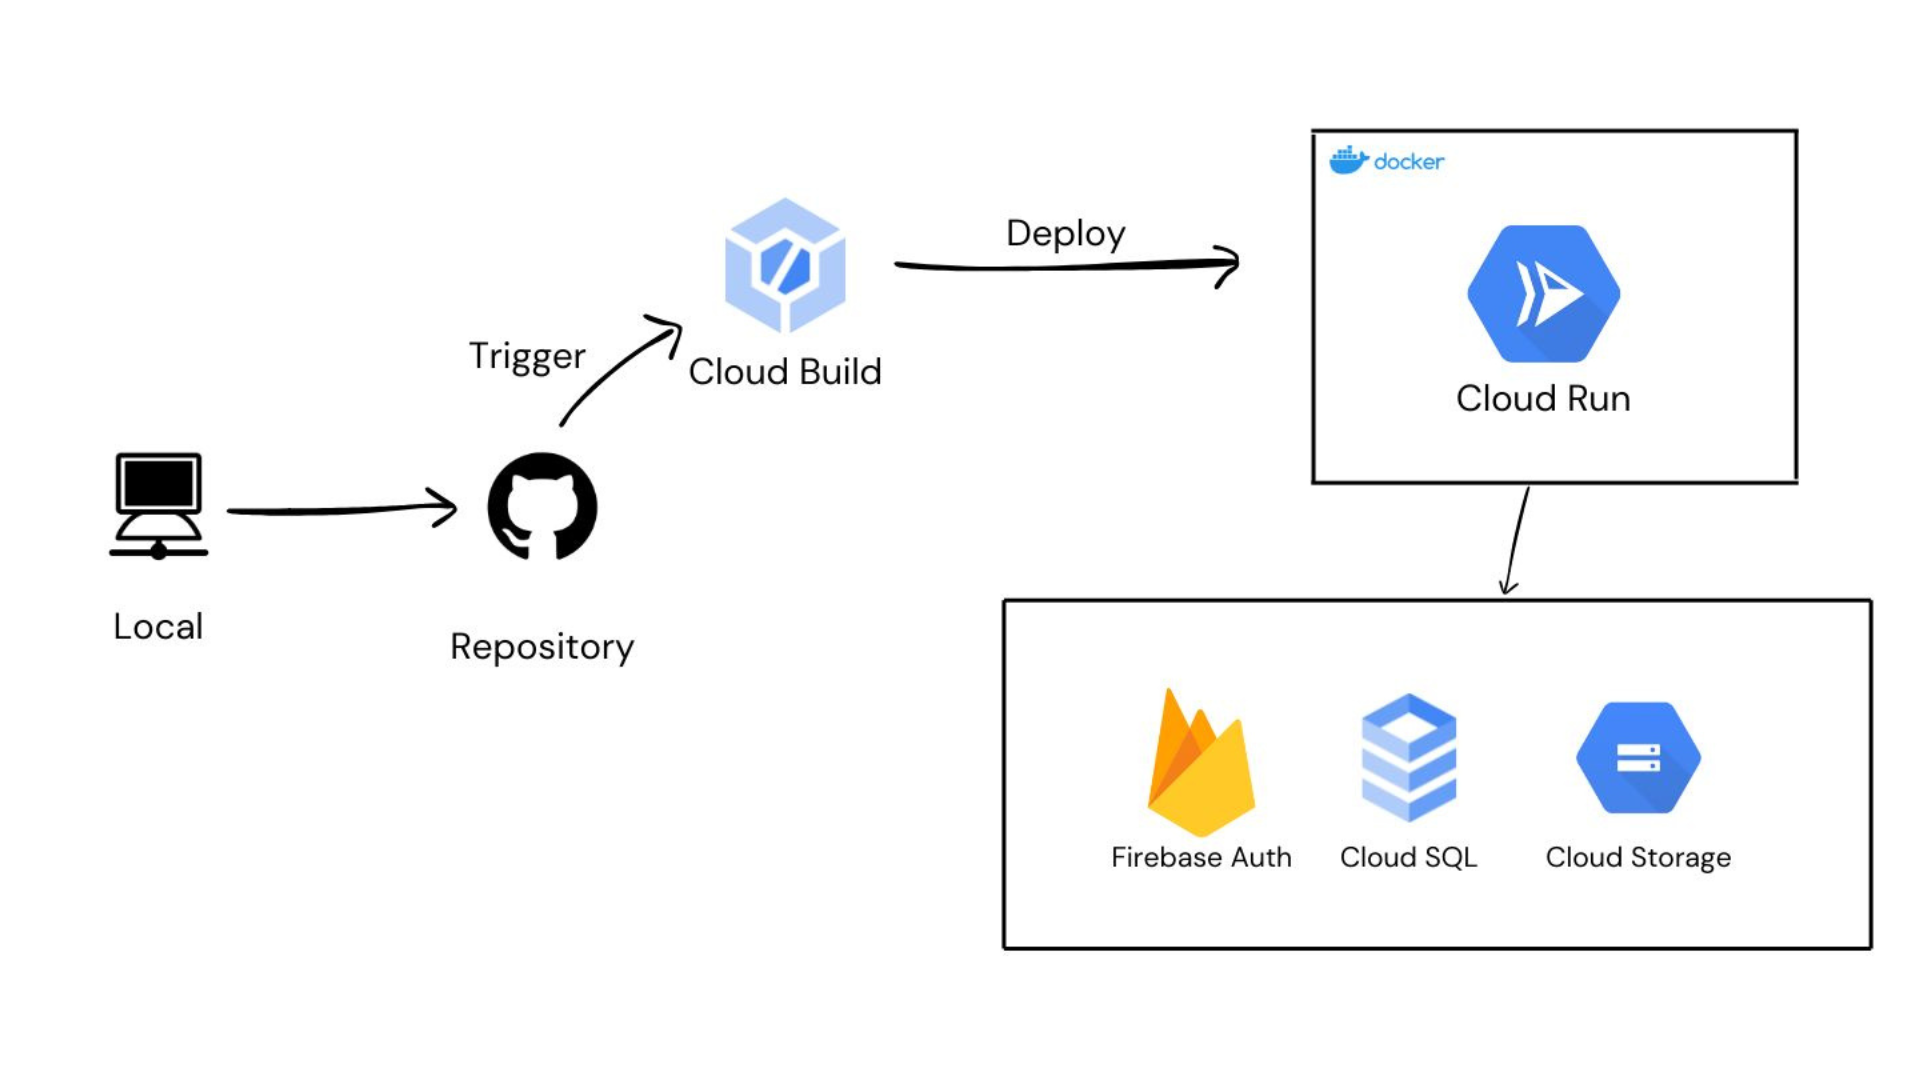 docker
Deploy
Trigger
Cloud Build
Cloud Run
Local
Repository
Firebase Auth
Cloud SQL
Cloud Storage